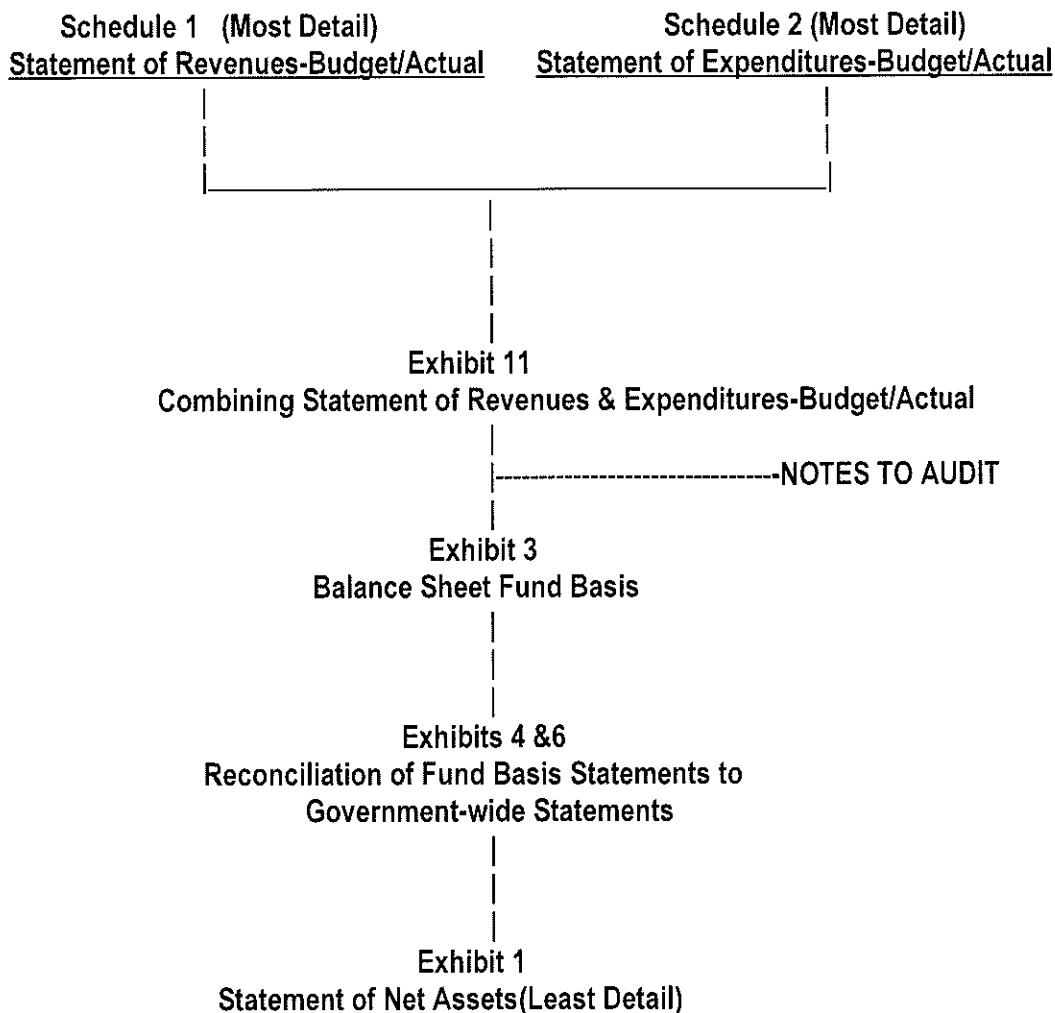 Schedule 1 (Most Detail)
Statement of Revenues-Budget/Actual
Schedule 2 (Most Detail)
Statement of Expenditures-Budget/Actual
Exhibit 11
Combining Statement of Revenues & Expenditures-Budget/Actual
NOTES TO AUDIT
Exhibit 3
Balance Sheet Fund Basis
Exhibits 4 &6
Reconciliation of Fund Basis Statements to
Government-wide Statements
Exhibit 1
Statement of Net Assets(Least Detail)